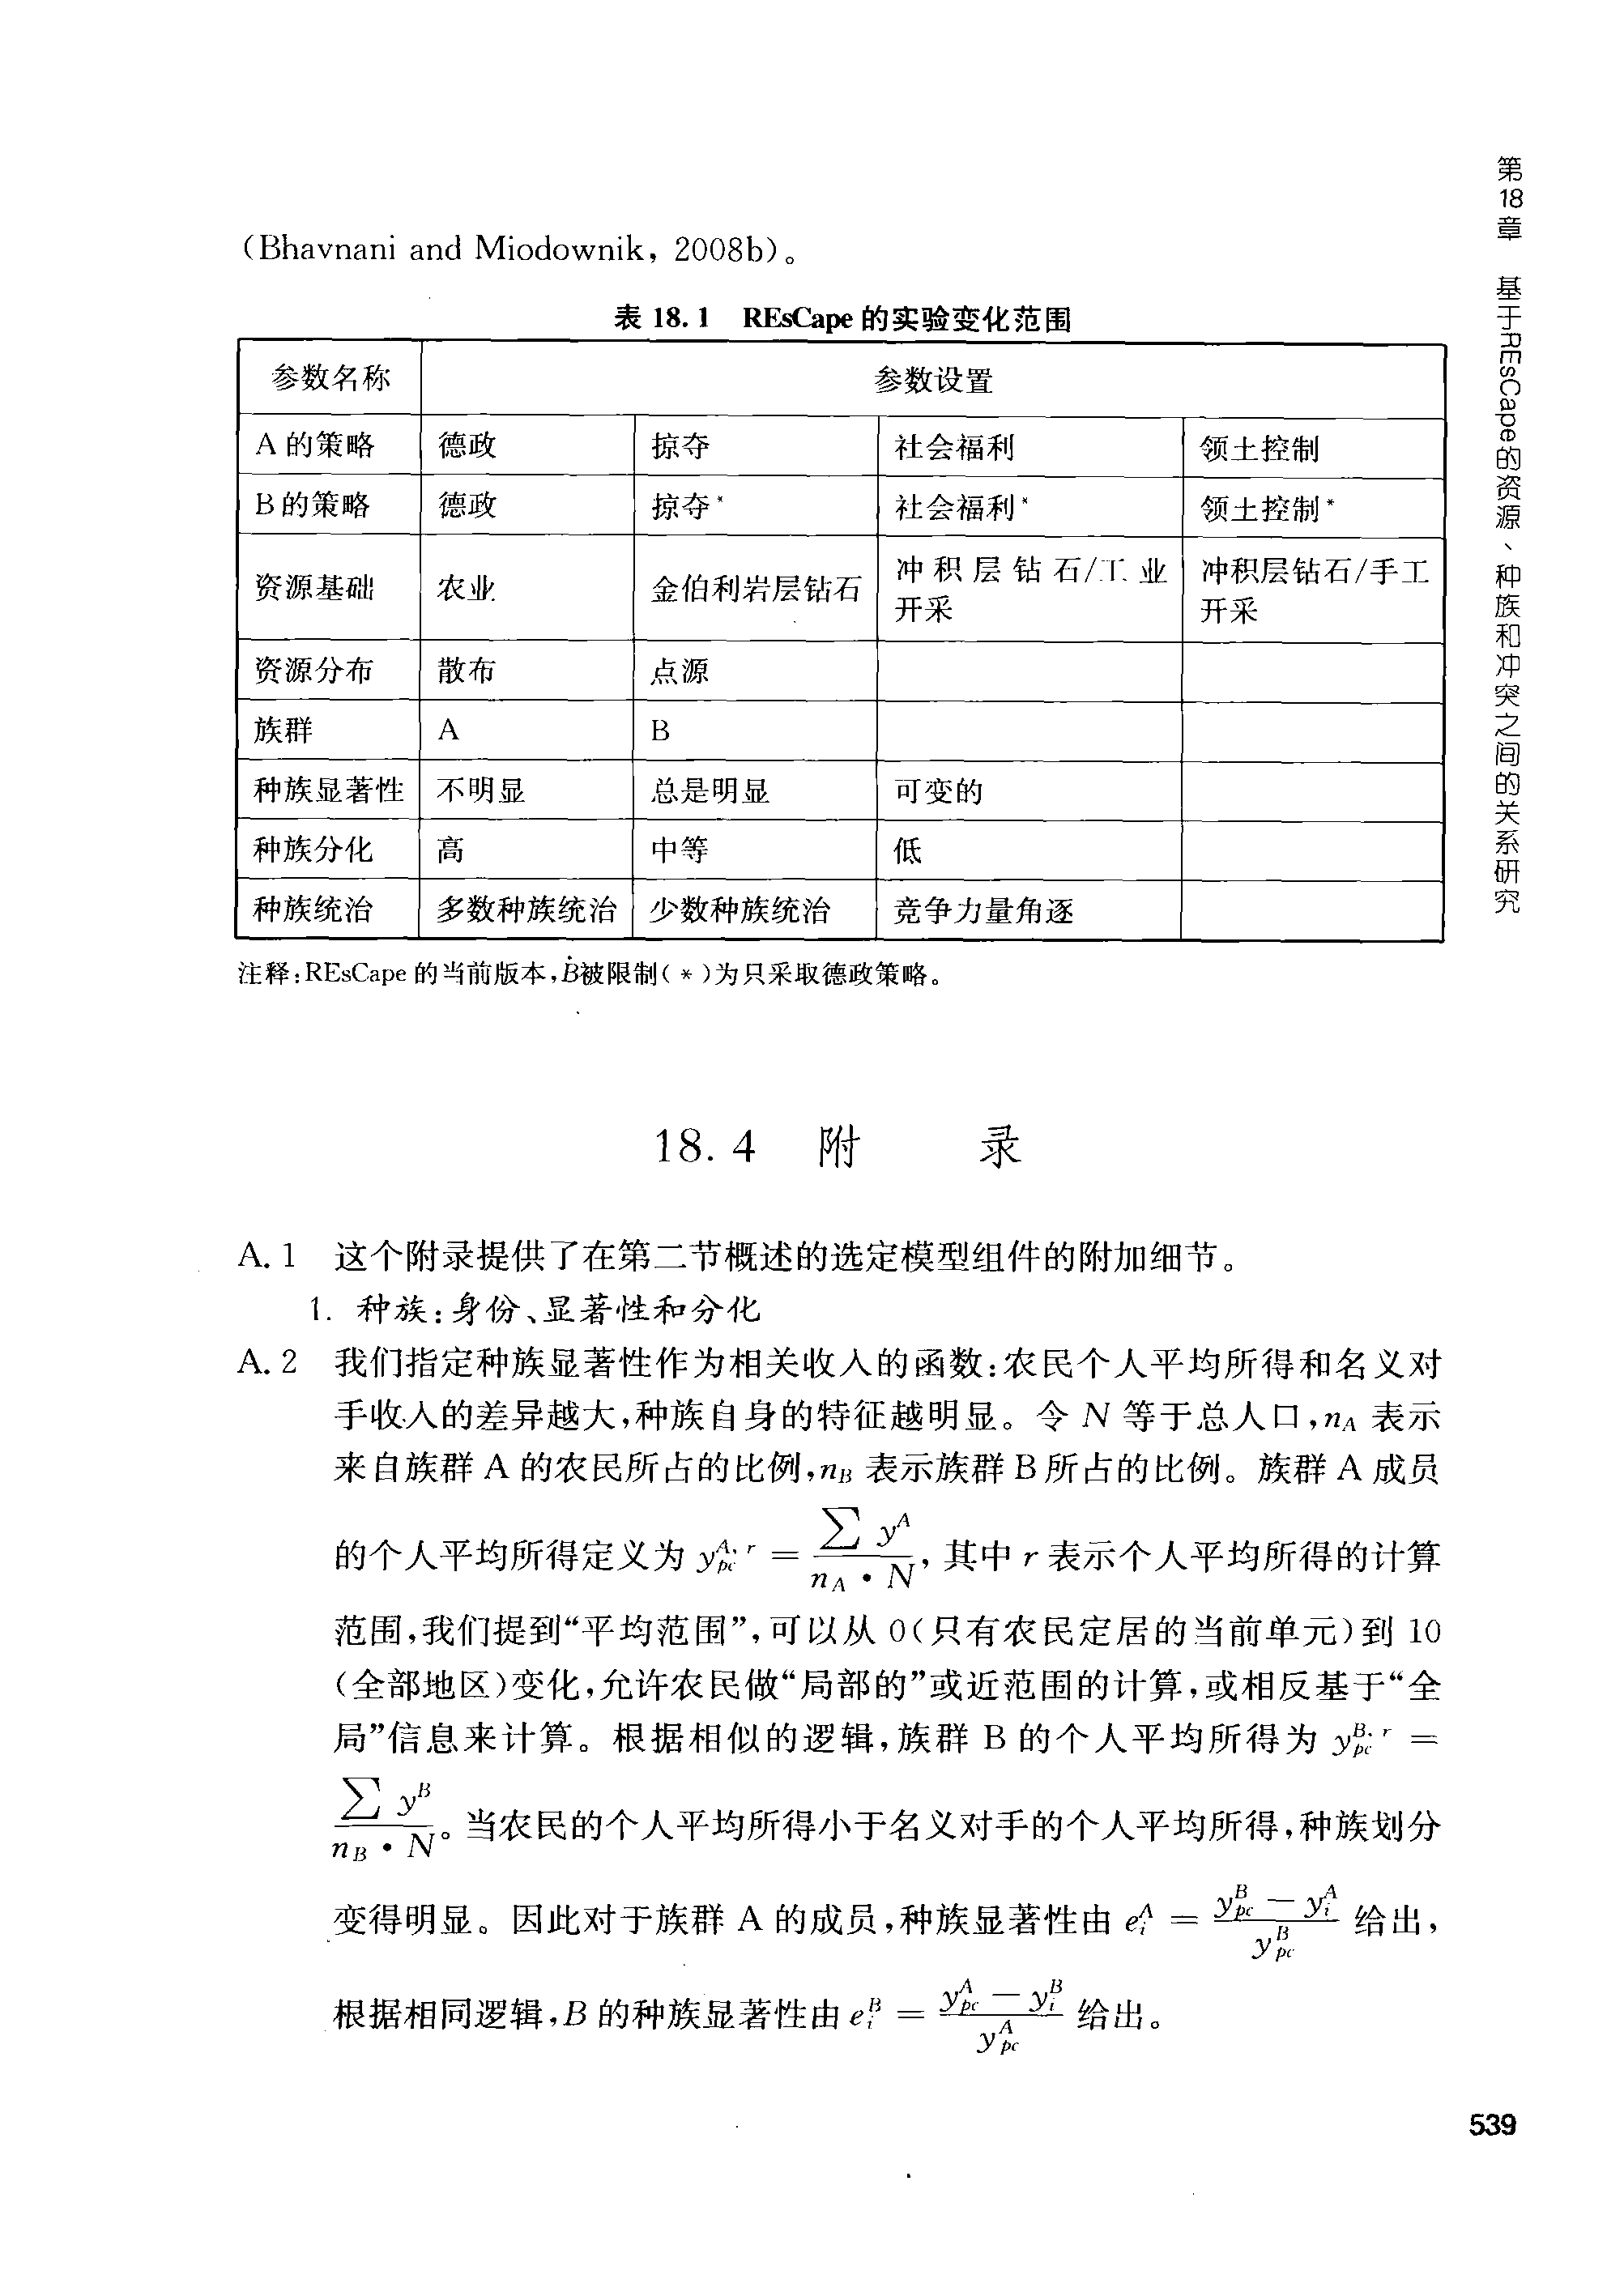 (Bhavnani and Miodownik, 2008b)。
表 18.1 REsCape 的实验变化范围
参数名称 参数设置
A 的策略 德政 掠夺 社会福利 领土控制
B 的策略 德政 掠夺* 社会福利* 领土控制*
资源基础 农业 金伯利岩层钻石 冲积层钻石/工业开采 冲积层钻石/手工开采
资源分布 散布 点源
族群 A B
种族显著性 不明显 总是明显 可变的
种族分化 高 中等 低
种族统治 多数种族统治 少数种族统治 竞争力量角逐
注释:REsCape 的当前版本,B被限制(*)为只采取德政策略。
18.4 附 录
A.1 这个附录提供了在第二节概述的选定模型组件的附加细节。
1. 种族:身份、显著性和分化
A.2 我们指定种族显著性作为相关收入的函数:农民个人平均所得和名义对
手收入的差异越大,种族自身的特征越明显。令 N 等于总人口,n_A 表示
来自族群 A 的农民所占的比例,n_B 表示族群 B 所占的比例。族群 A 成员
的个人平均所得定义为 y_{pc}^{A,r} = \frac{\sum y^A}{n_A \cdot N},其中 r 表示个人平均所得的计算
范围,我们提到“平均范围”,可以从 0(只有农民定居的当前单元)到 10
(全部地区)变化,允许农民做“局部的”或近范围的计算,或相反基于“全
局”信息来计算。根据相似的逻辑,族群 B 的个人平均所得为 y_{pc}^{B,r} =
\frac{\sum y^B}{n_B \cdot N}。当农民的个人平均所得小于名义对手的个人平均所得,种族划分
变得明显。因此对于族群 A 的成员,种族显著性由 e_i^A = \frac{y_{pc}^B - y_i^A}{y_{pc}^B} 给出,
根据相同逻辑,B 的种族显著性由 e_i^B = \frac{y_{pc}^A - y_i^B}{y_{pc}^A} 给出。
第18章 基于REsCape的资源、种族和冲突之间的关系研究
539